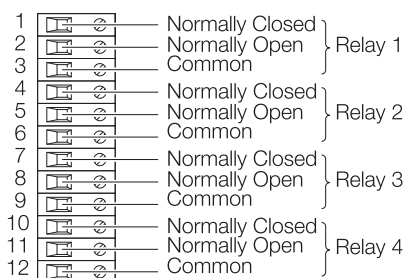 1 Normally Closed
2 Normally Open Relay 1
3 Common
4 Normally Closed
5 Normally Open Relay 2
6 Common
7 Normally Closed
8 Normally Open Relay 3
9 Common
10 Normally Closed
11 Normally Open Relay 4
12 Common